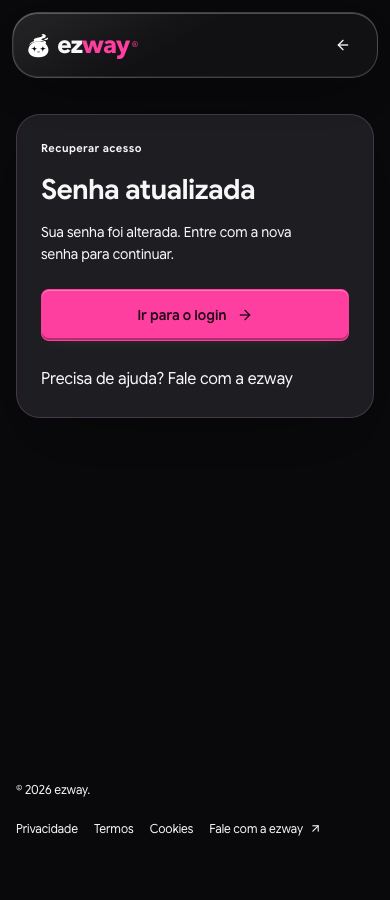 ezway®
Recuperar acesso
Senha atualizada
Sua senha foi alterada. Entre com a nova
senha para continuar.
Ir para o login
Precisa de ajuda? Fale com a ezway
© 2026 ezway.
Privacidade Termos Cookies Fale com a ezway